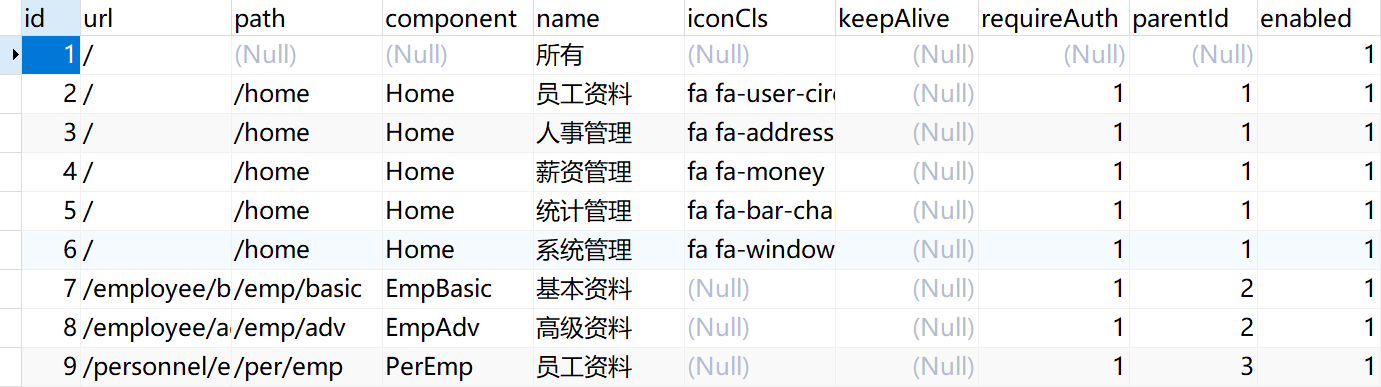 id url path component name iconCls keepAlive requireAuth parentId enabled
1 / (Null) (Null) 所有 (Null) (Null) (Null) 1
2 / /home Home 员工资料 fa fa-user-circ (Null) 1 1 1
3 / /home Home 人事管理 fa fa-address (Null) 1 1 1
4 / /home Home 薪资管理 fa fa-money (Null) 1 1 1
5 / /home Home 统计管理 fa fa-bar-cha (Null) 1 1 1
6 / /home Home 系统管理 fa fa-window (Null) 1 1 1
7 /employee/b /emp/basic EmpBasic 基本资料 (Null) (Null) 1 2 1
8 /employee/ad /emp/adv EmpAdv 高级资料 (Null) (Null) 1 2 1
9 /personnel/e /per/emp PerEmp 员工资料 (Null) (Null) 1 3 1